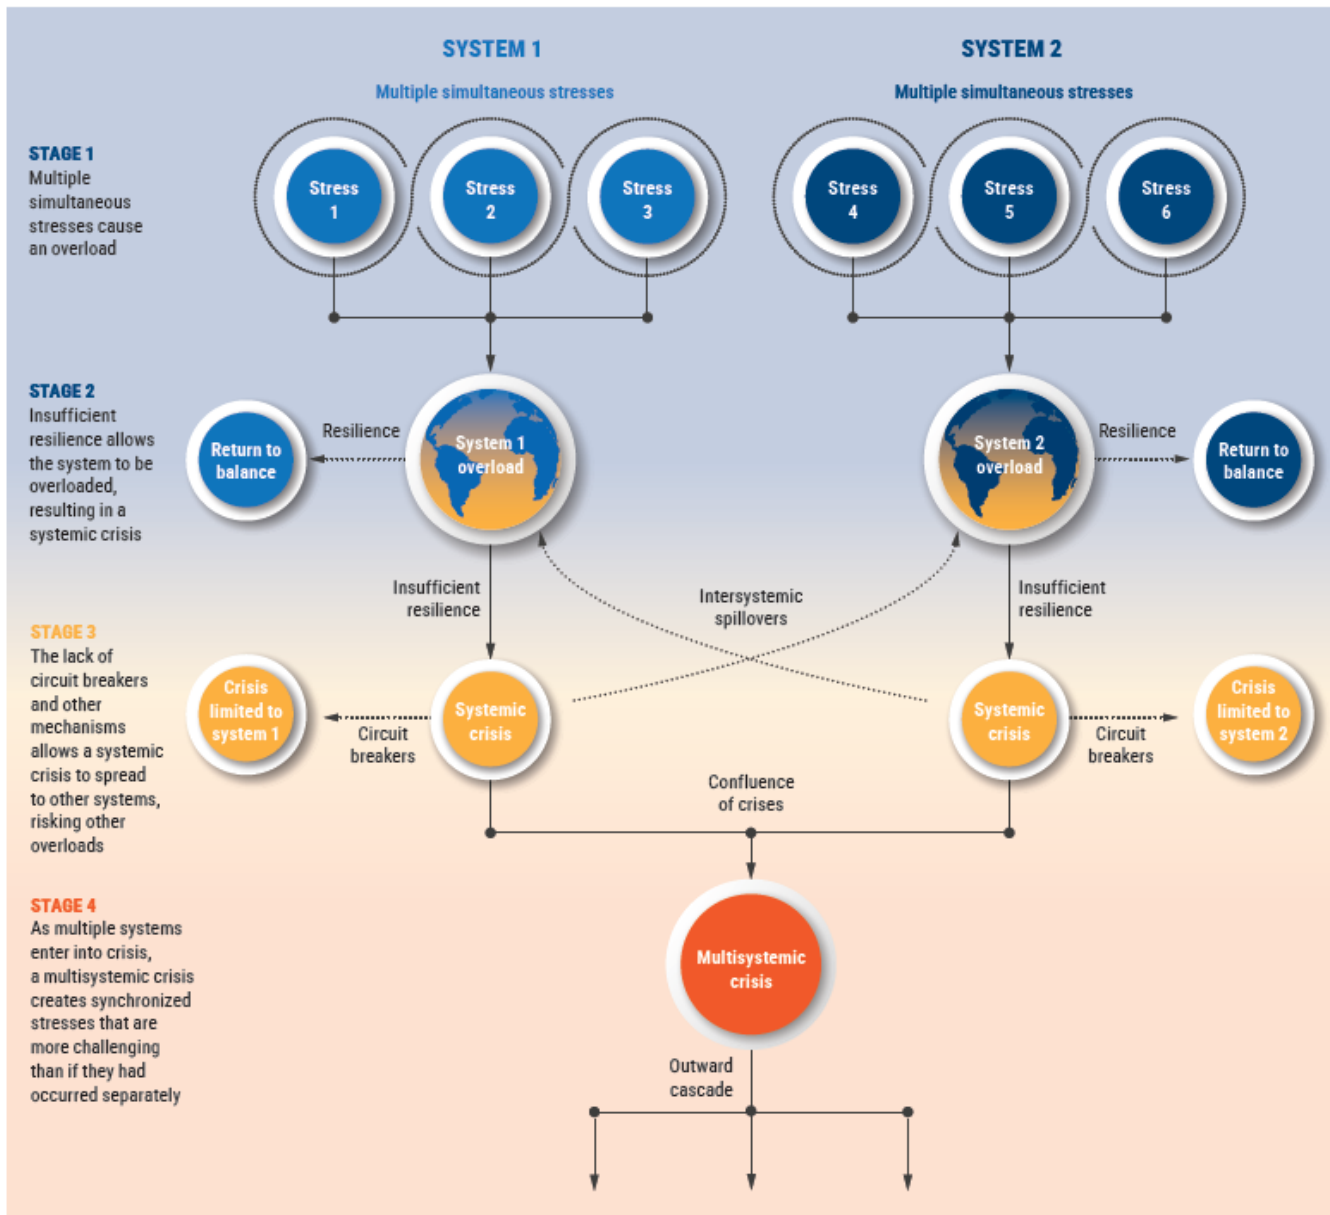 SYSTEM 1
SYSTEM 2
Multiple simultaneous stresses
Multiple simultaneous stresses
STAGE 1
Multiple
simultaneous
stresses cause
an overload
Stress
1
Stress
2
Stress
3
Stress
4
Stress
5
Stress
6
STAGE 2
Insufficient
resilience allows
the system to be
overloaded,
resulting in a
systemic crisis
Return to
balance
Resilience
System 1
overload
System 2
overload
Resilience
Return to
balance
Insufficient
resilience
Intersystemic
spillovers
Insufficient
resilience
STAGE 3
The lack of
circuit breakers
and other
mechanisms
allows a systemic
crisis to spread
to other systems,
risking other
overloads
Crisis
limited to
system 1
Circuit
breakers
Systemic
crisis
Systemic
crisis
Circuit
breakers
Crisis
limited to
system 2
Confluence
of crises
STAGE 4
As multiple systems
enter into crisis,
a multisystemic crisis
creates synchronized
stresses that are
more challenging
than if they had
occurred separately
Multisystemic
crisis
Outward
cascade